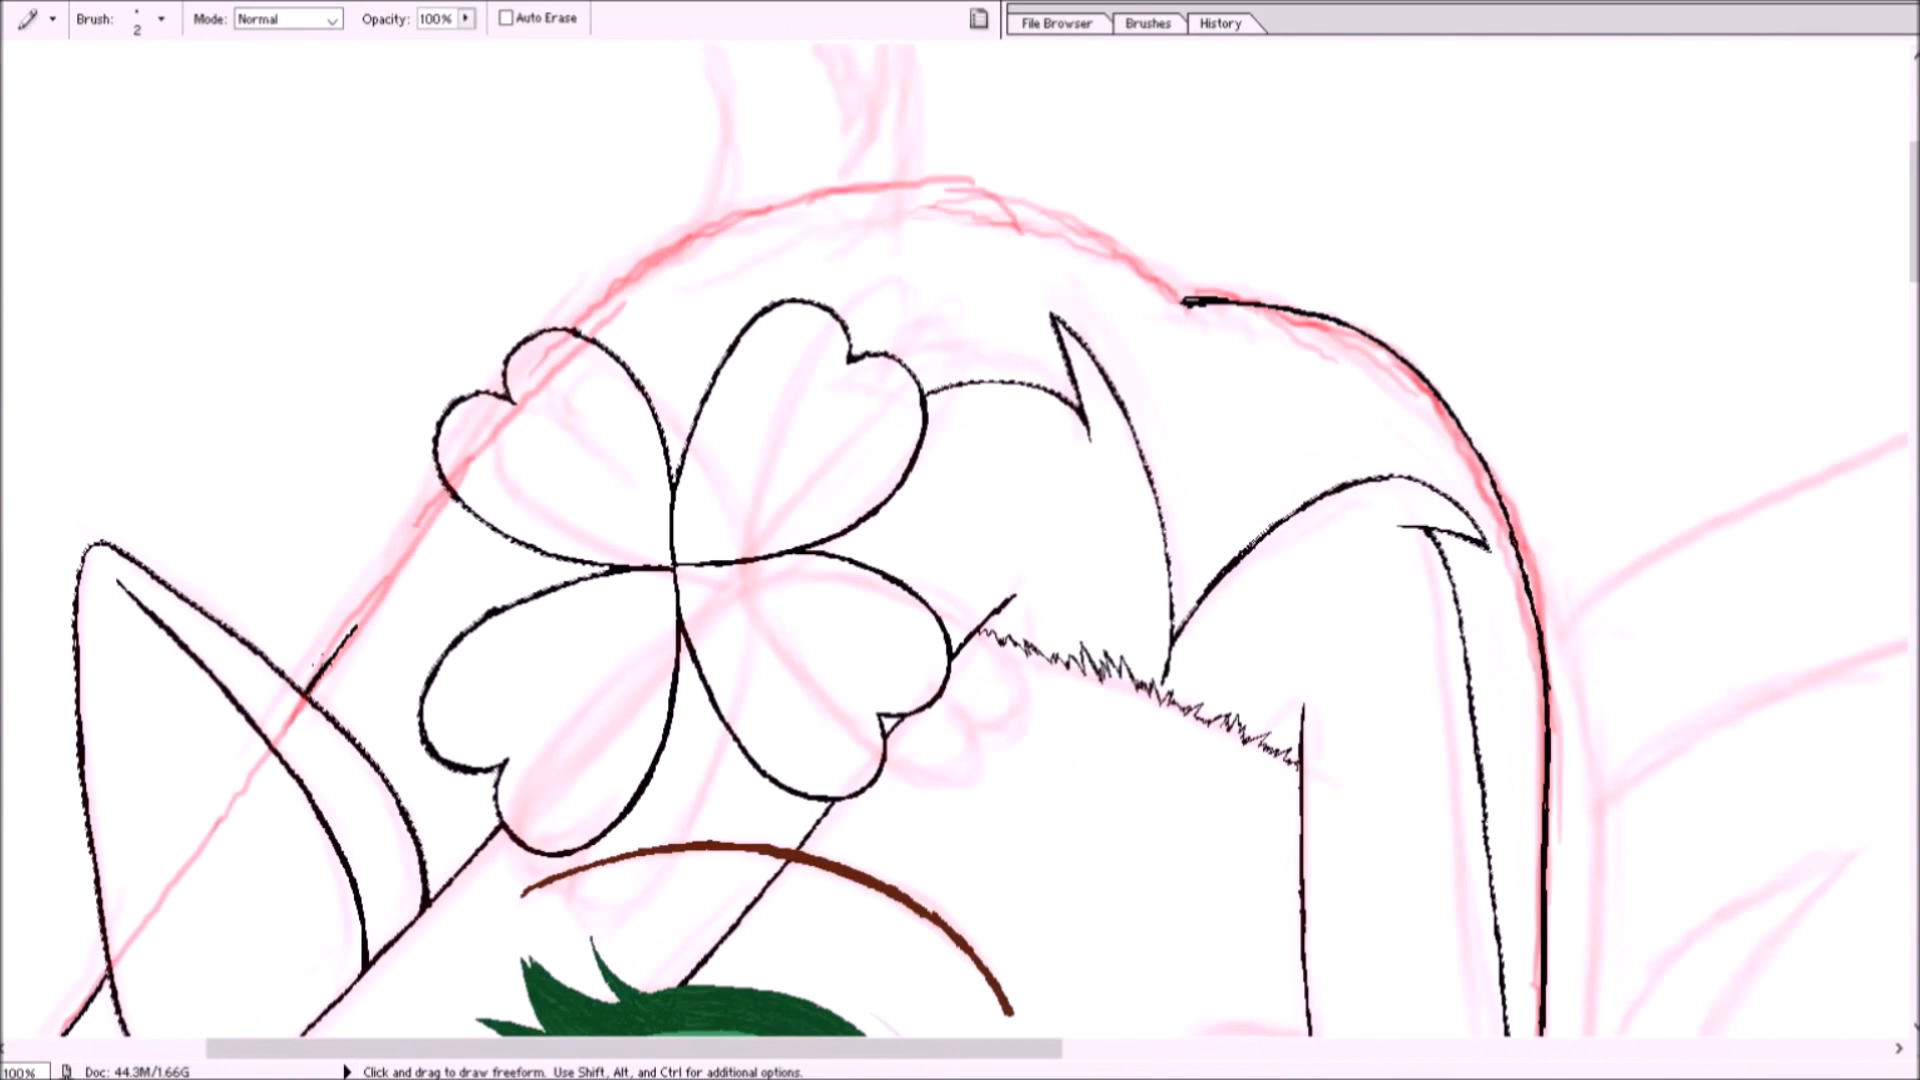 Brush: 2 Mode: Normal Opacity: 100% Auto Erase File Browser Brushes History
100% Doc: 44.3M/1.66G Click and drag to draw freeform. Use Shift, Alt, and Ctrl for additional options.